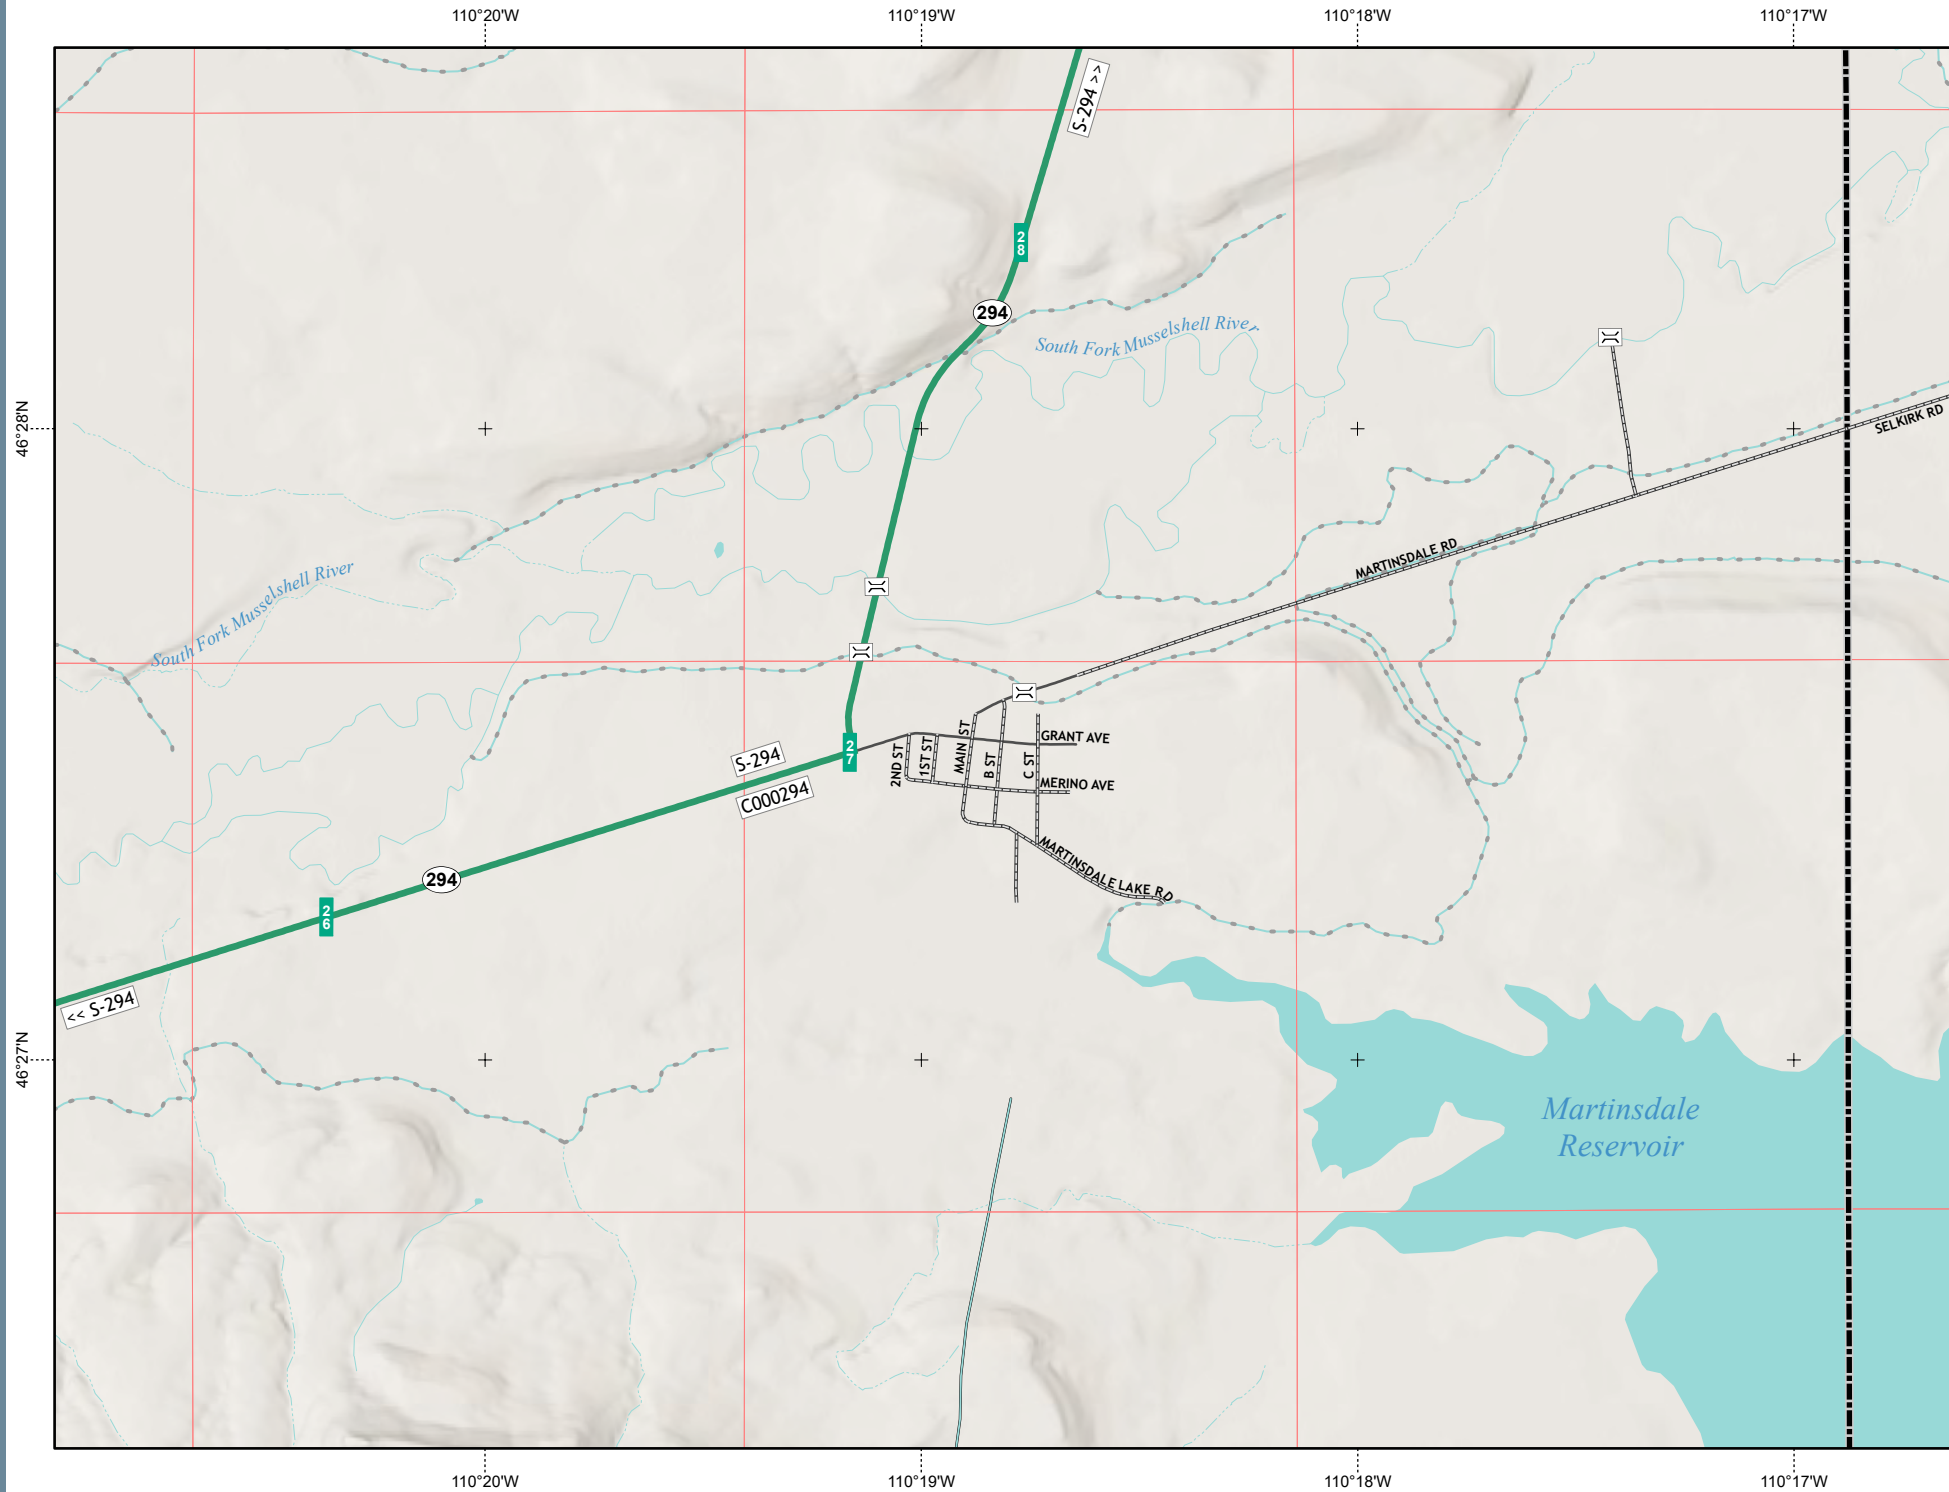 110°20'W
110°19'W
110°18'W
110°17'W
S-294 >>
28
294
South Fork Musselshell River
46°28'N
SELKIRK RD
MARTINSDALE RD
South Fork Musselshell River
S-294
27
C000294
2ND ST
1ST ST
MAIN ST
B ST
C ST
GRANT AVE
MERINO AVE
MARTINSDALE LAKE RD
294
26
<< S-294
46°27'N
Martinsdale
Reservoir
110°20'W
110°19'W
110°18'W
110°17'W